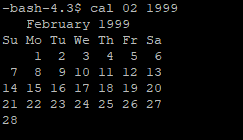 -bash-4.3$ cal 02 1999
   February 1999
Su Mo Tu We Th Fr Sa
    1  2  3  4  5  6
 7  8  9 10 11 12 13
14 15 16 17 18 19 20
21 22 23 24 25 26 27
28